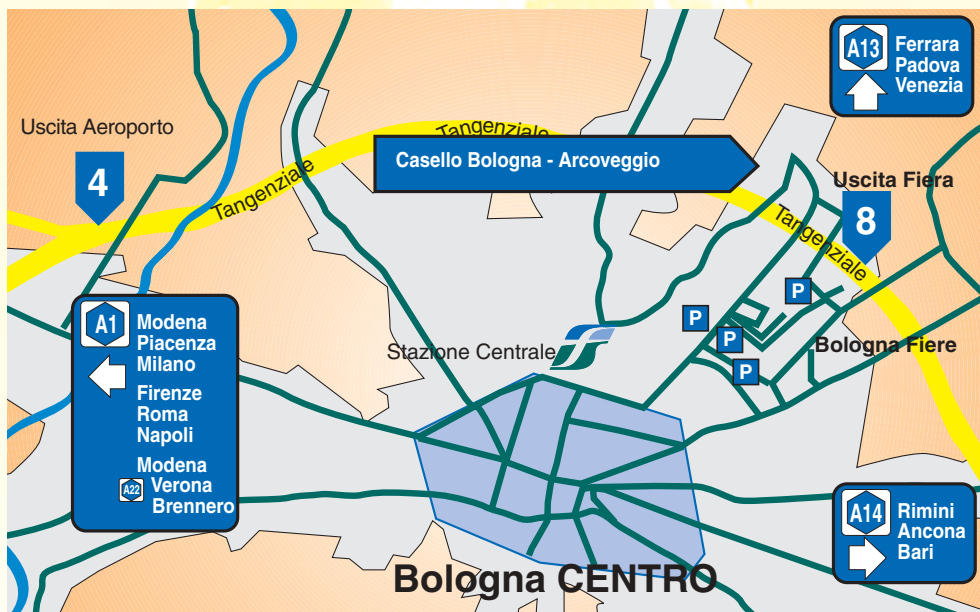 A13
Ferrara
Padova
Venezia
Uscita Aeroporto
4
Tangenziale
Tangenziale
Casello Bologna - Arcoveggio
Uscita Fiera
8
Tangenziale
A1
Modena
Piacenza
Milano
Firenze
Roma
Napoli
A22
Modena
Verona
Brennero
P
P
P
P
Stazione Centrale
Bologna Fiere
A14
Rimini
Ancona
Bari
Bologna CENTRO